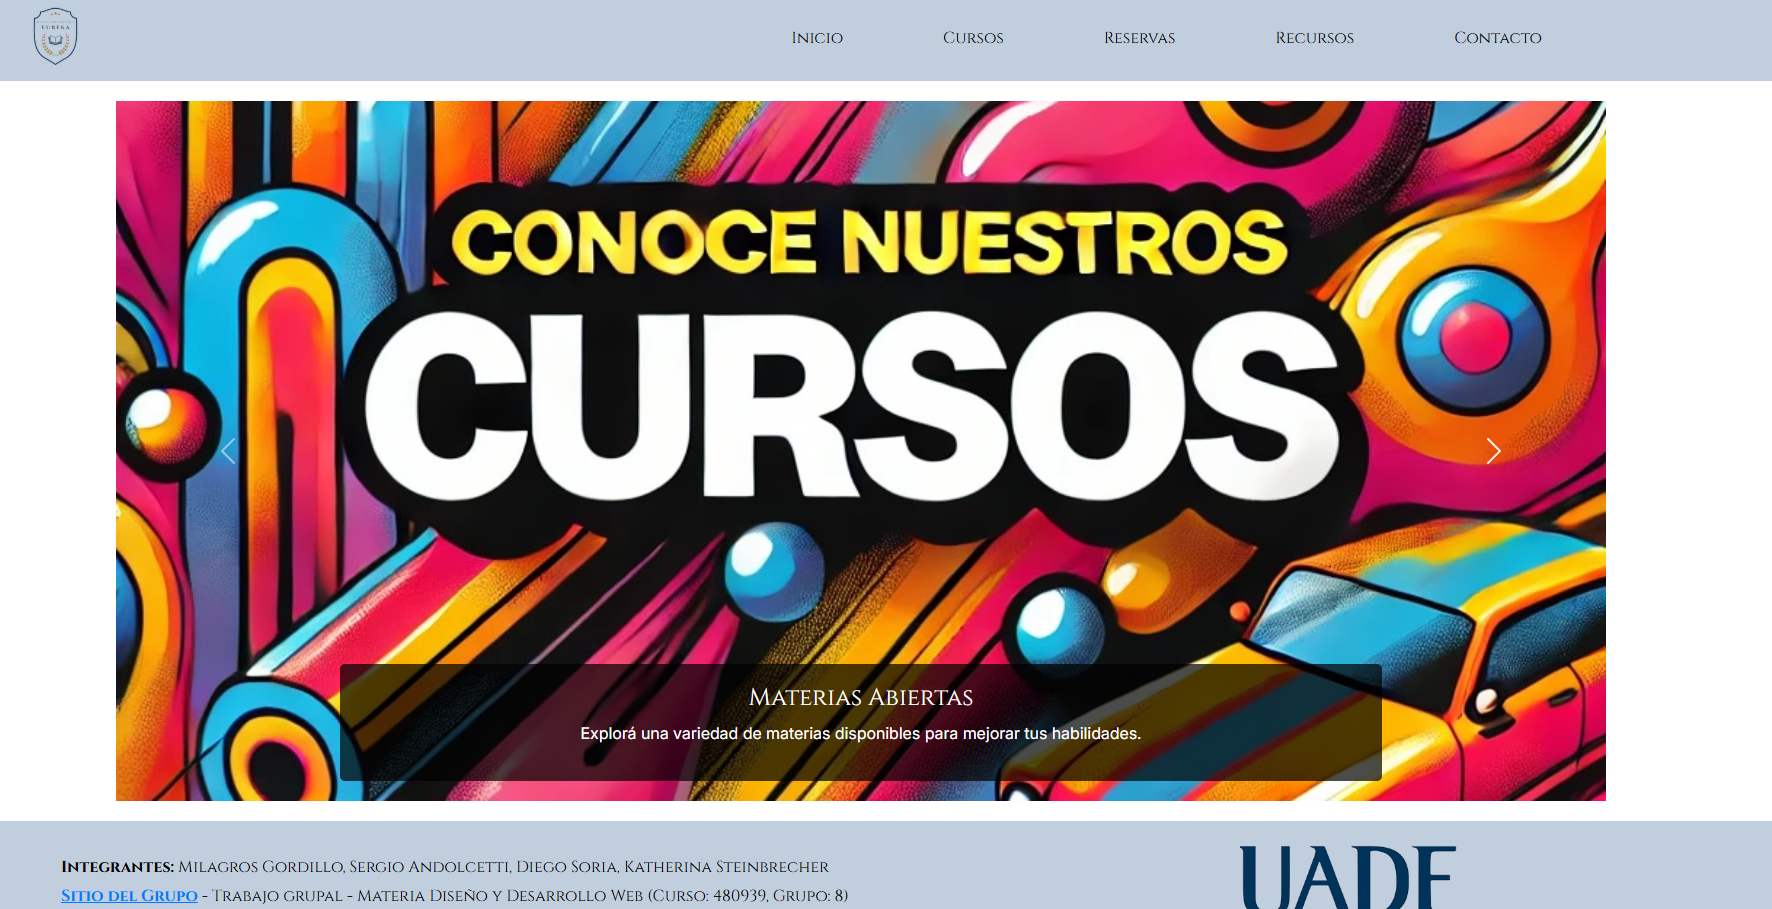 EUREKA
Inicio Cursos Reservas Recursos Contacto
CONOCE NUESTROS
CURSOS
Materias Abiertas
Explorá una variedad de materias disponibles para mejorar tus habilidades.
Integrantes: Milagros Gordillo, Sergio Andolcetti, Diego Soria, Katherina Steinbrecher
Sitio del Grupo - Trabajo grupal - Materia Diseño y Desarrollo Web (Curso: 480939, Grupo: 8)
UADE